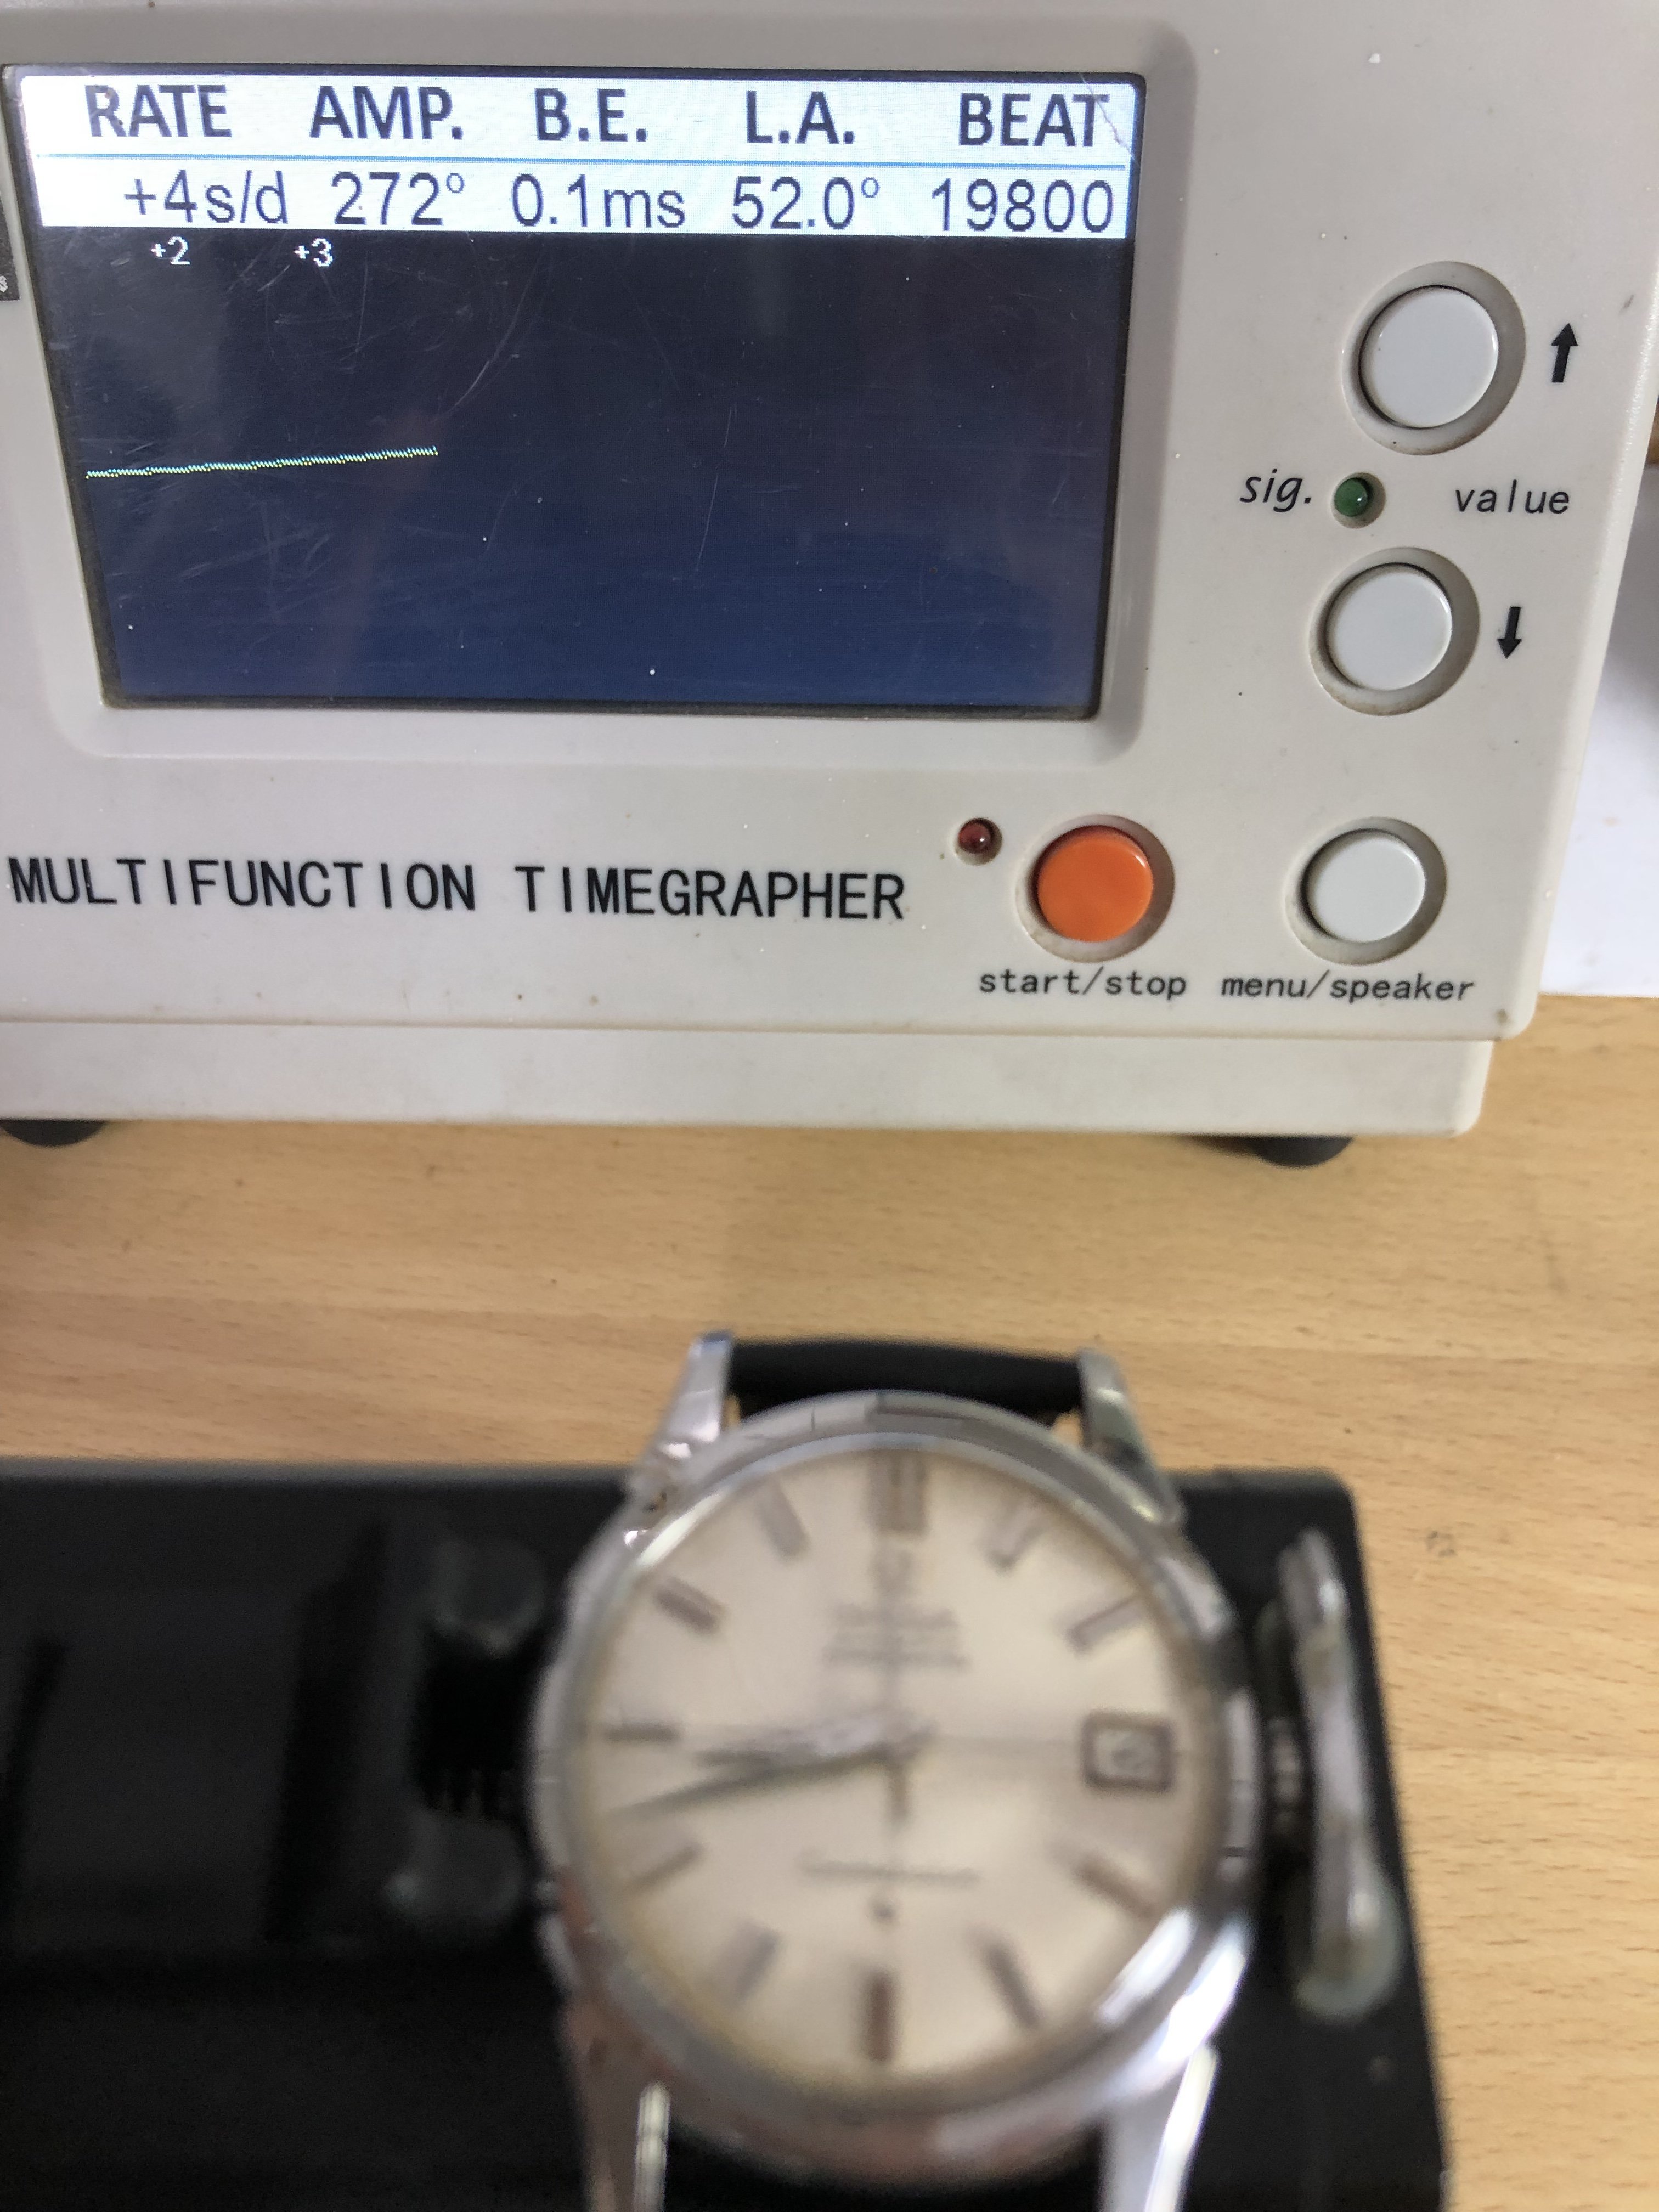 RATE AMP. B.E. L.A. BEAT
+4s/d 272° 0.1ms 52.0° 19800
+2 +3
↑
sig. value
↓
MULTIFUNCTION TIMEGRAPHER
start/stop menu/speaker